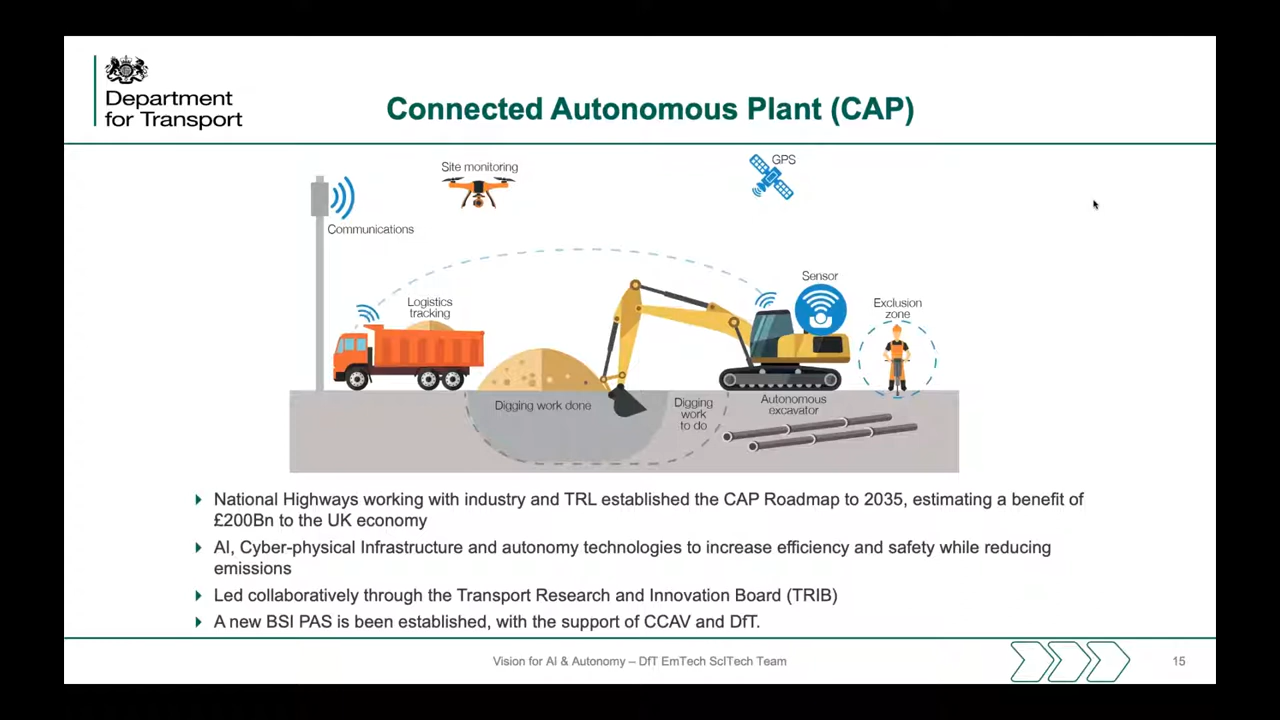 Department
for Transport
Connected Autonomous Plant (CAP)
Site monitoring
GPS
Communications
Sensor
Logistics
tracking
Exclusion
zone
Digging work done
Digging
work
to do
Autonomous
excavator
National Highways working with industry and TRL established the CAP Roadmap to 2035, estimating a benefit of
£200Bn to the UK economy
AI, Cyber-physical Infrastructure and autonomy technologies to increase efficiency and safety while reducing
emissions
Led collaboratively through the Transport Research and Innovation Board (TRIB)
A new BSI PAS is been established, with the support of CCAV and DfT.
Vision for AI & Autonomy – DfT EmTech SciTech Team
15